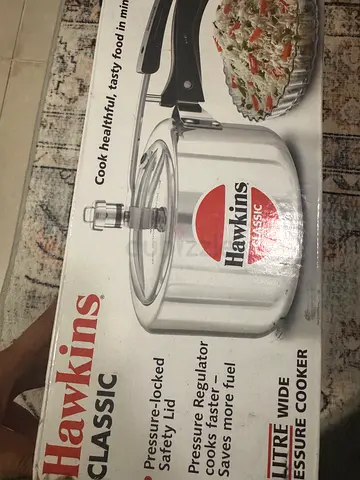 Cook healthful, tasty food in min
Hawkins
CLASSIC
Hawkins
CLASSIC
Pressure-locked
Safety Lid
Pressure Regulator
cooks faster –
Saves more fuel
LITRE WIDE
ESSURE COOKER